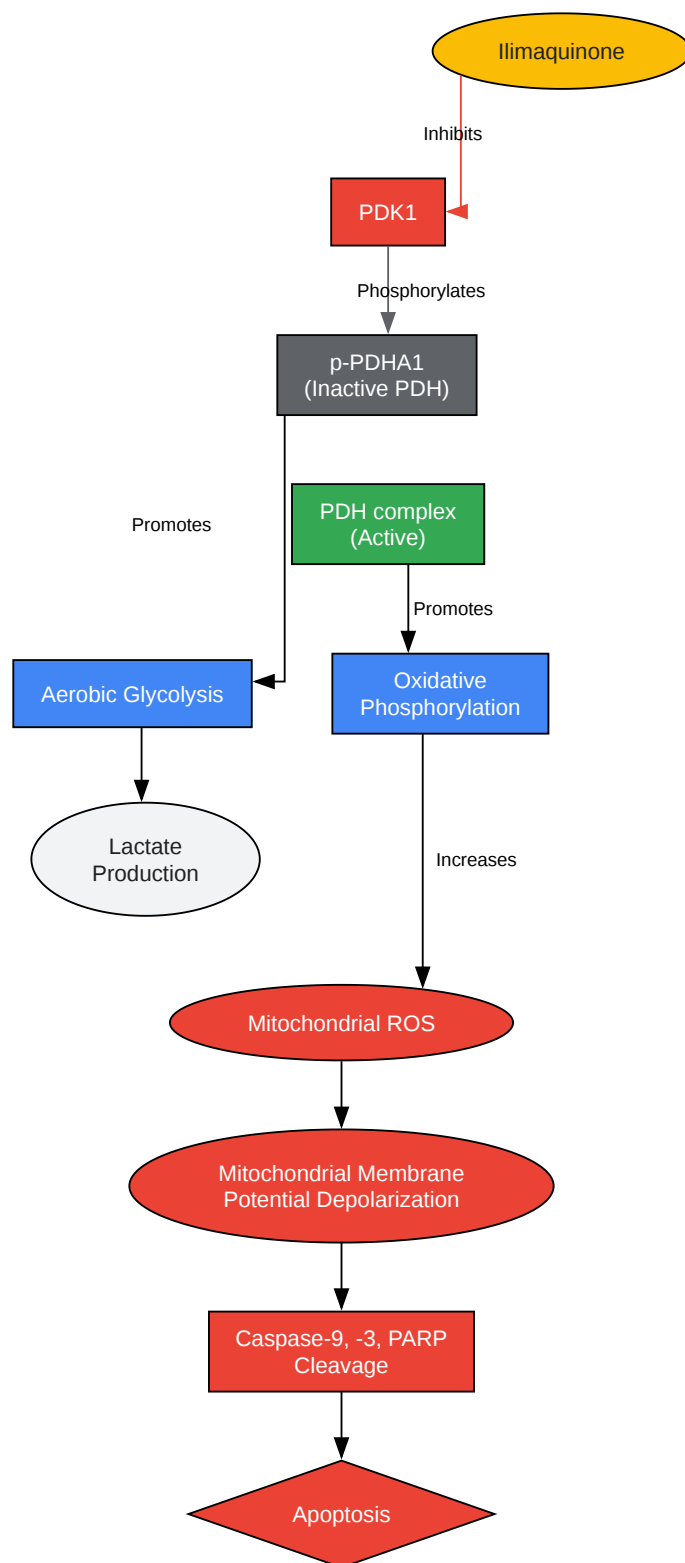 Ilimaquinone
Inhibits
PDK1
Phosphorylates
p-PDHA1
(Inactive PDH)
PDH complex
(Active)
Promotes
Promotes
Aerobic Glycolysis
Oxidative
Phosphorylation
Lactate
Production
Increases
Mitochondrial ROS
Mitochondrial Membrane
Potential Depolarization
Caspase-9, -3, PARP
Cleavage
Apoptosis